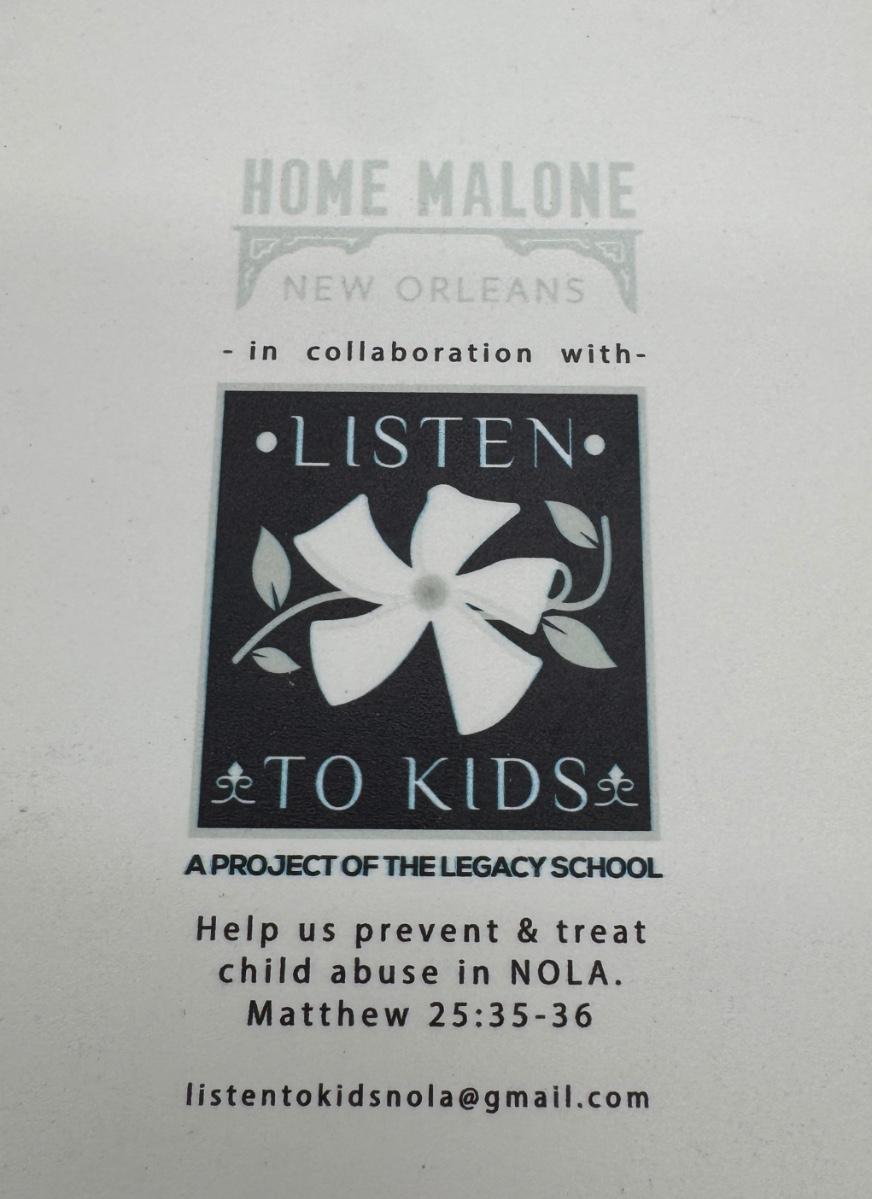 HOME MALONE
NEW ORLEANS
- in collaboration with-
•LISTEN•
TO KIDS
A PROJECT OF THE LEGACY SCHOOL
Help us prevent & treat
child abuse in NOLA.
Matthew 25:35-36
listentokidsnola@gmail.com